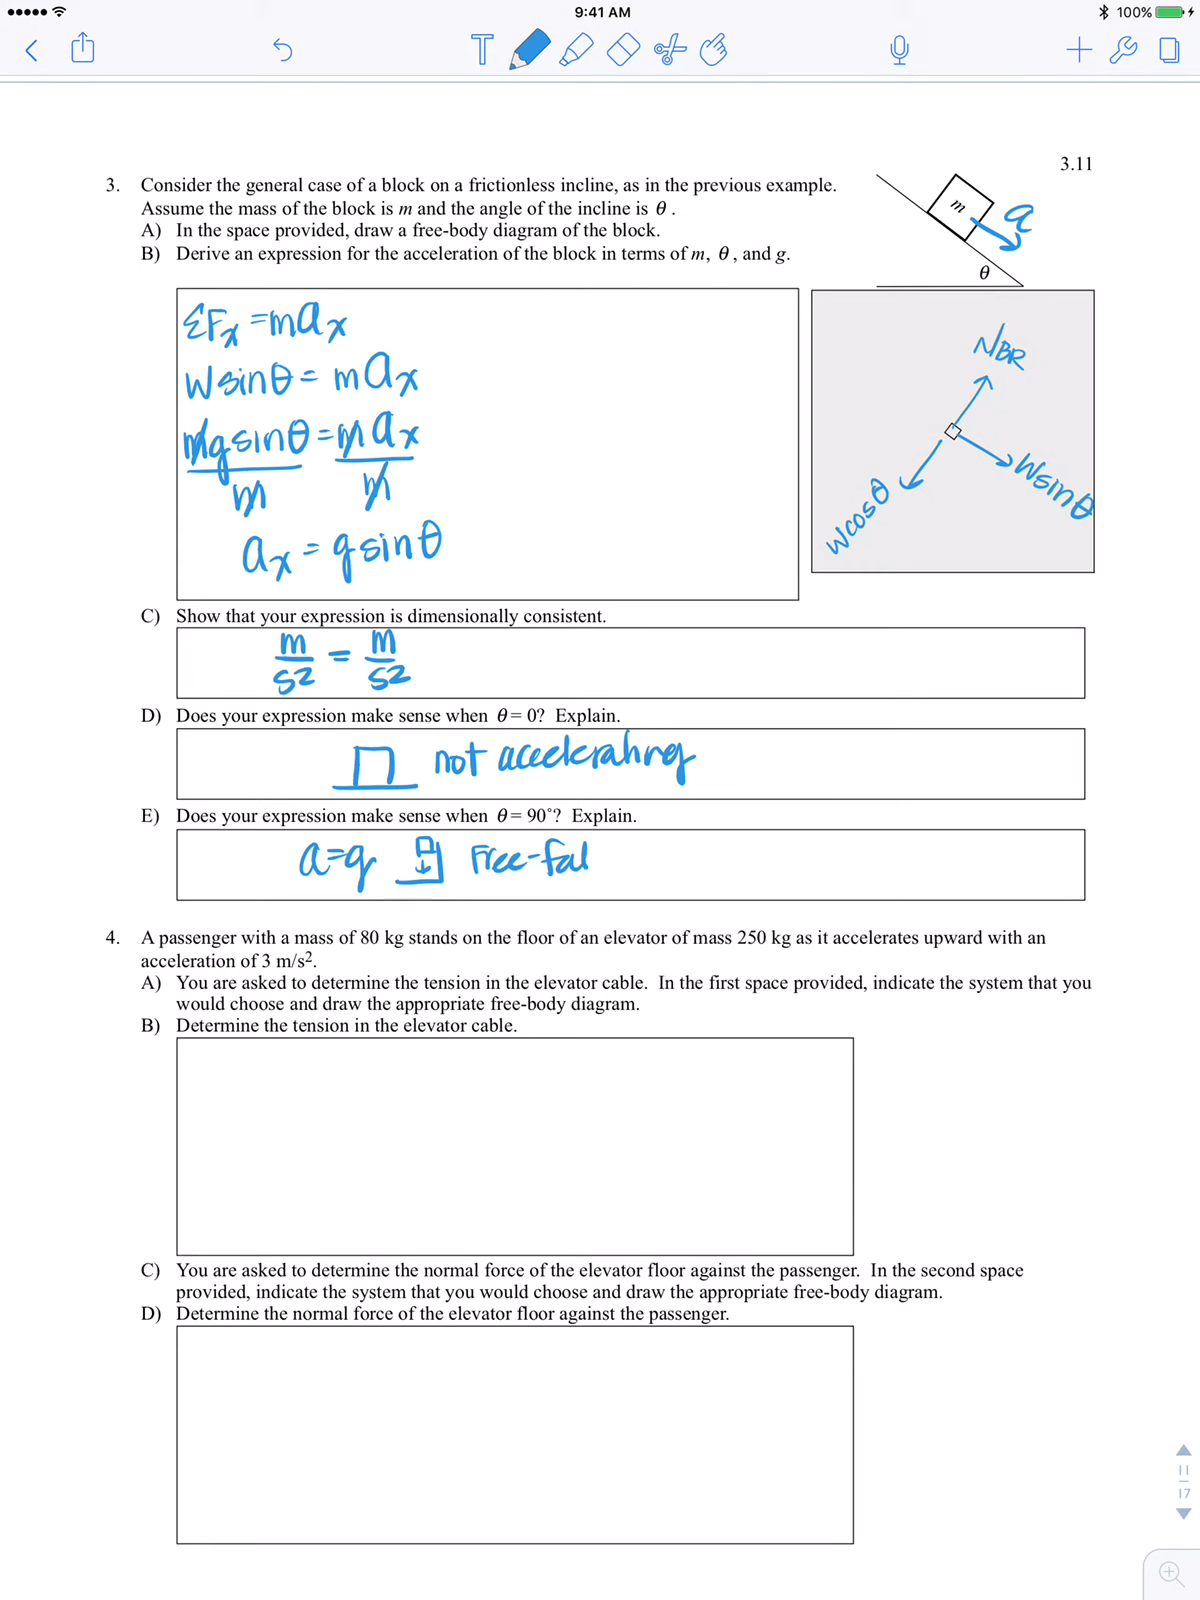 9:41 AM
100%
T
3.11
3. Consider the general case of a block on a frictionless incline, as in the previous example.
Assume the mass of the block is m and the angle of the incline is θ .
A) In the space provided, draw a free-body diagram of the block.
B) Derive an expression for the acceleration of the block in terms of m, θ, and g.
m
a
θ
ΣFx = max
Wsinθ = max
mgsinθ = max
m m
ax = gsinθ
NBR
Wsinθ
Wcosθ
C) Show that your expression is dimensionally consistent.
m = m
s2 s2
D) Does your expression make sense when θ = 0? Explain.
not accelerating
E) Does your expression make sense when θ = 90°? Explain.
a=g Free-fal
4. A passenger with a mass of 80 kg stands on the floor of an elevator of mass 250 kg as it accelerates upward with an
acceleration of 3 m/s².
A) You are asked to determine the tension in the elevator cable. In the first space provided, indicate the system that you
would choose and draw the appropriate free-body diagram.
B) Determine the tension in the elevator cable.
C) You are asked to determine the normal force of the elevator floor against the passenger. In the second space
provided, indicate the system that you would choose and draw the appropriate free-body diagram.
D) Determine the normal force of the elevator floor against the passenger.
11
17